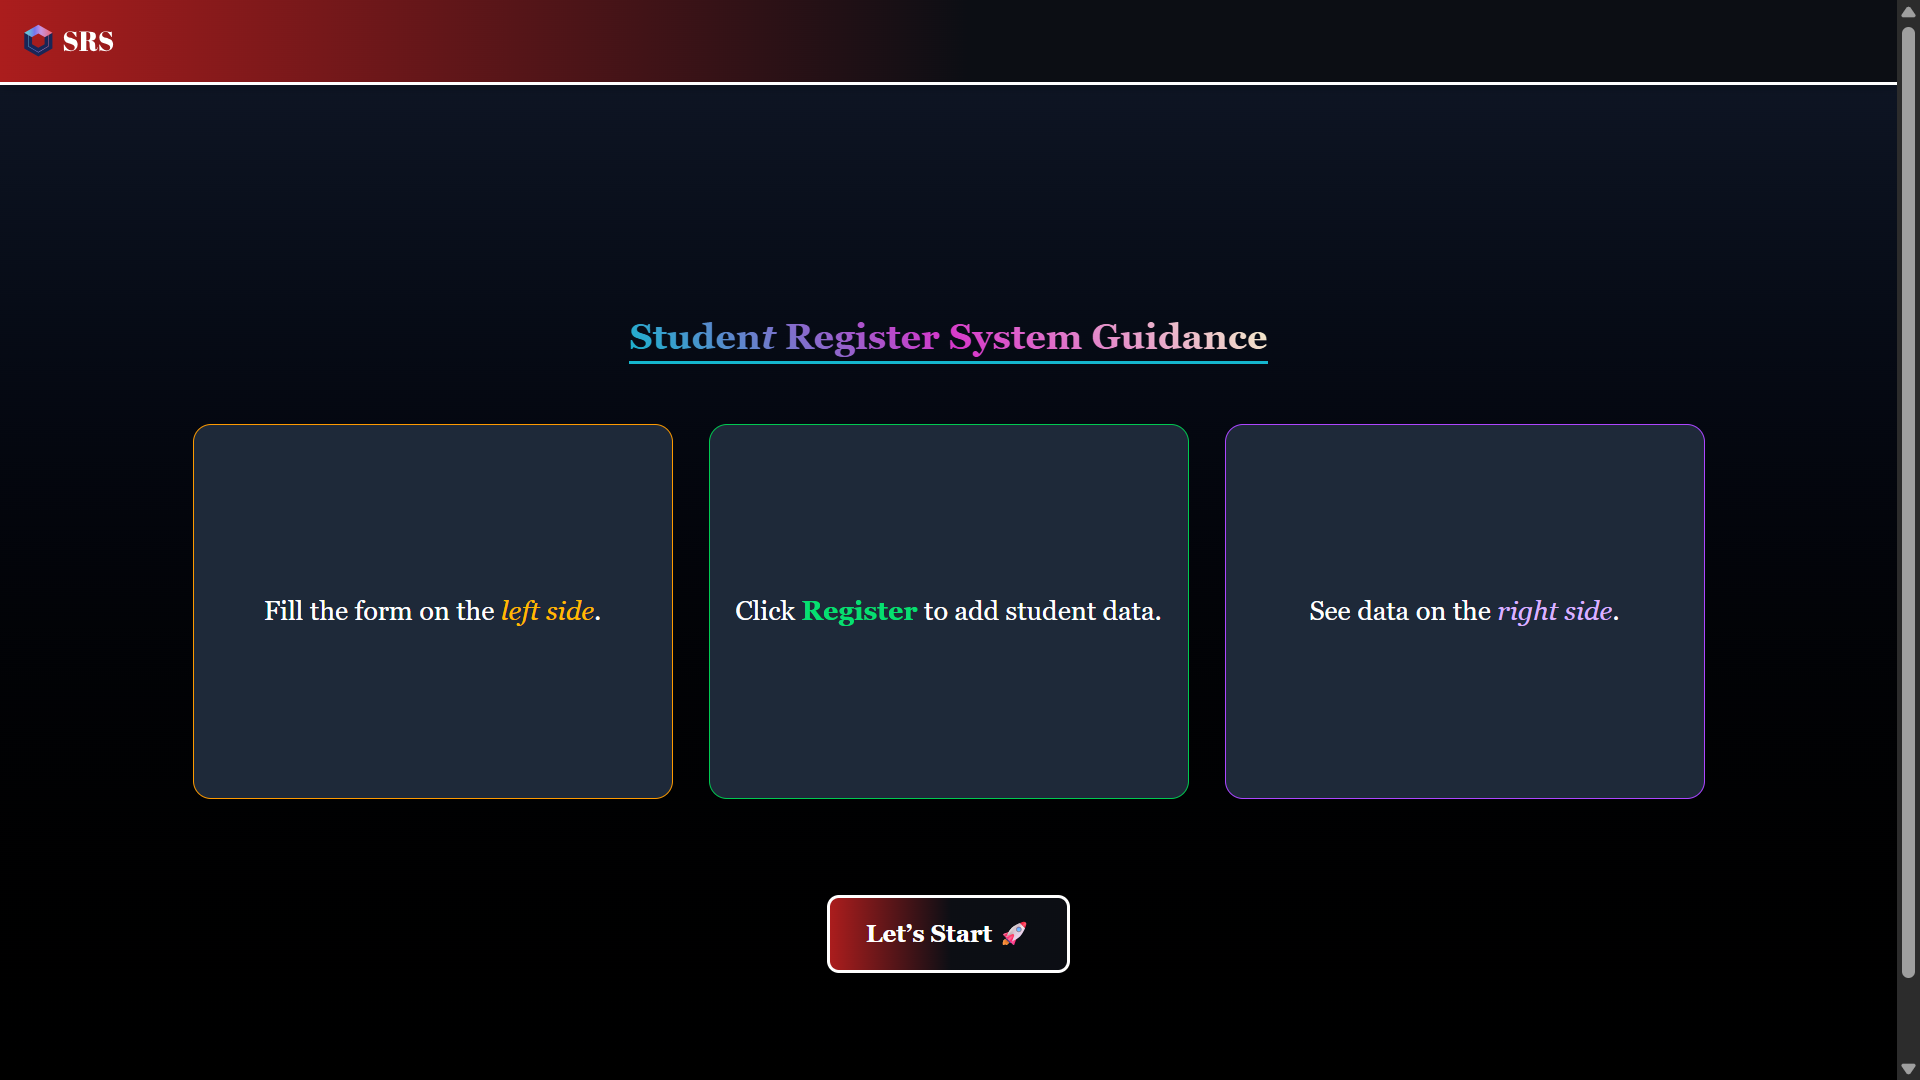 SRS
Student Register System Guidance
Fill the form on the left side.
Click Register to add student data.
See data on the right side.
Let’s Start 🚀